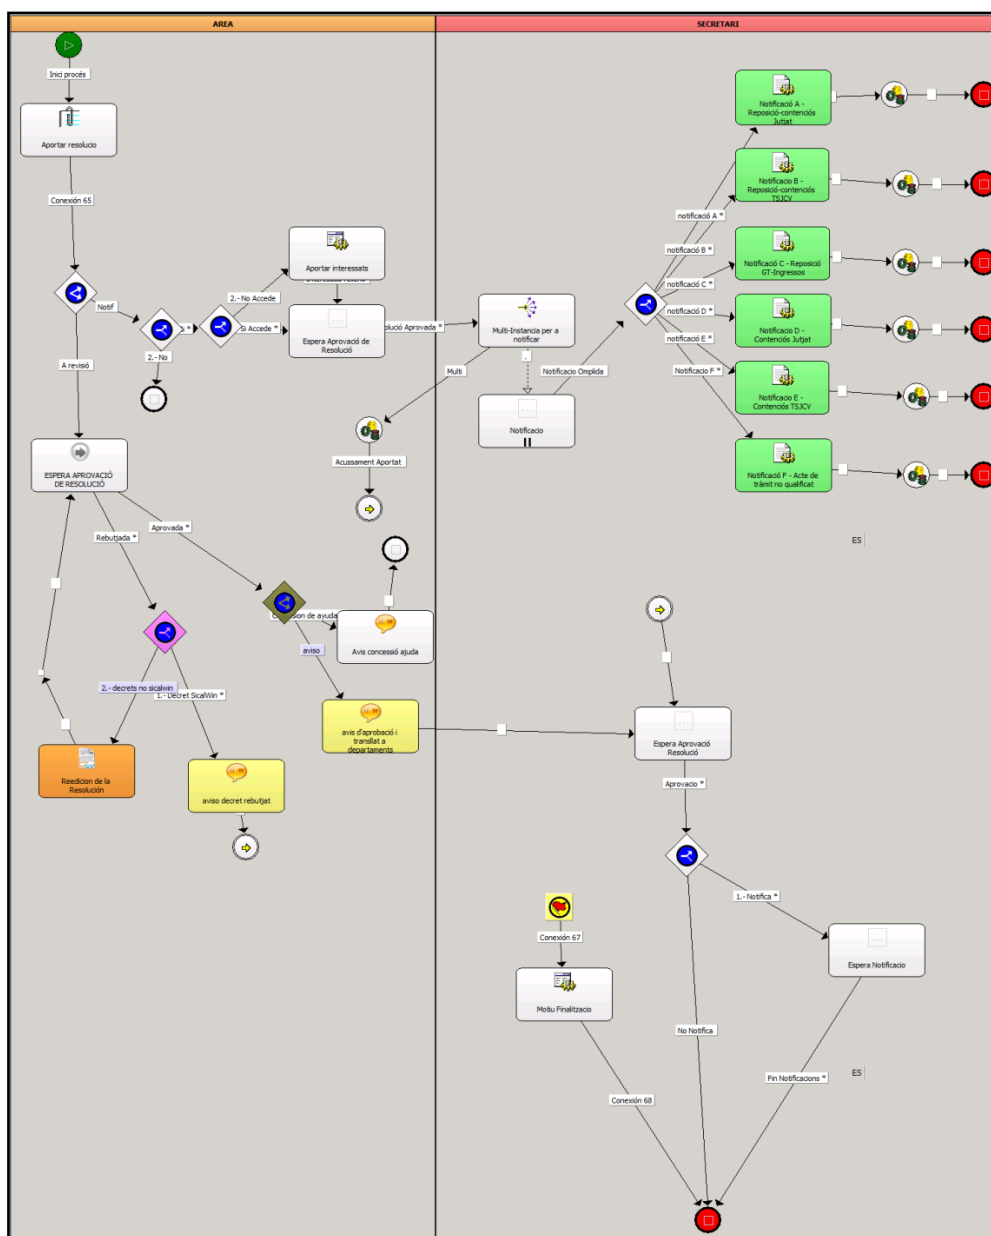 AREA
SECRETARI
Inici procés
Aportar resolucio
Conexión 65
Notif
2.- No
A revisió
2.- No Accede
Si Accede *
Aportar interessats
Espera Aprovació de
Resolució
Aprovada *
Multi-Instancia per a
notificar
Multi
Notificacio Omplida
Notificacio
Acussament Aportat
notificació A *
notificació B *
notificació C *
notificació D *
notificació E *
Notificacio F *
Notificació A -
Reposició-contenciós
Jutjat
Notificacio B -
Reposició-contenciós
TSJCV
Notificació C - Reposició
GT-Ingressos
Notificacio D -
Contenciós Jutjat
Notificacio E -
Contenciós TSJCV
Notificació F - Acte de
tràmit no qualificat
ES
ESPERA APROVACIÓ
DE RESOLUCIÓ
Rebutjada *
Aprovada *
de ayuda
Avis concessió ajuda
aviso
avis d'aprobació i
transllat a
departaments
2.- decrets no sicalwin
1.- Decret SicalWin *
Reedicion de la
Resolución
aviso decret rebutjat
Espera Aprovació
Resolució
Aprovacio *
1.- Notifica *
Espera Notificacio
No Notifica
Fin Notificacions *
ES
Conexión 67
Motiu Finalitzacio
Conexión 68